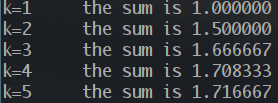 k=1    the sum is 1.000000
k=2    the sum is 1.500000
k=3    the sum is 1.666667
k=4    the sum is 1.708333
k=5    the sum is 1.716667